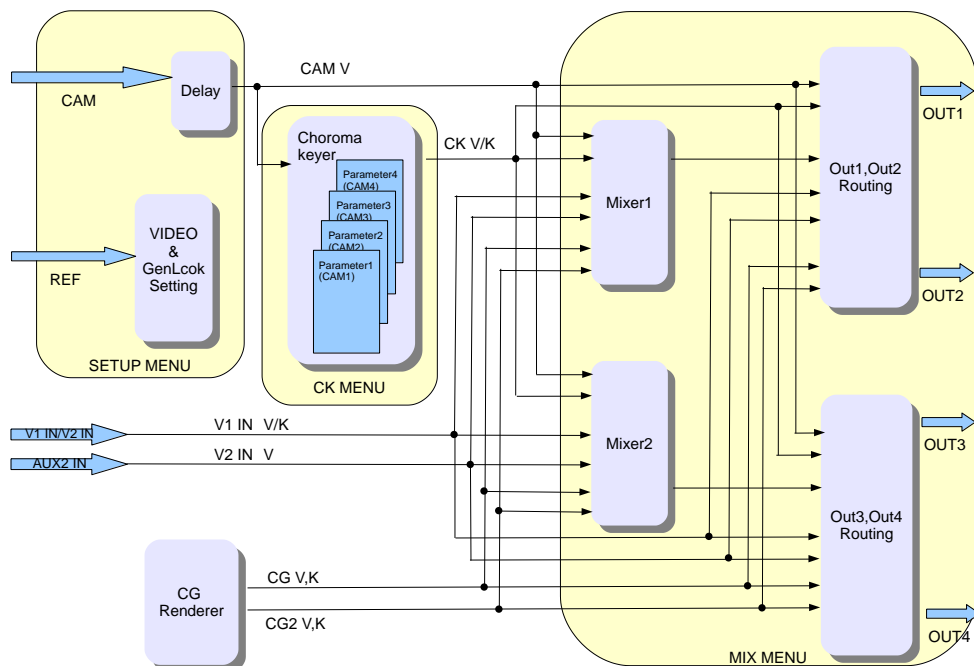 CAM
Delay
REF
VIDEO
&
GenLcok
Setting
SETUP MENU
CAM V
Choroma
keyer
Parameter4
(CAM4)
Parameter3
(CAM3)
Parameter2
(CAM2)
Parameter1
(CAM1)
CK MENU
CK V/K
Mixer1
Mixer2
Out1,Out2
Routing
Out3,Out4
Routing
OUT1
OUT2
OUT3
OUT4
V1 IN/V2 IN
V1 IN V/K
AUX2 IN
V2 IN V
CG
Renderer
CG V,K
CG2 V,K
MIX MENU